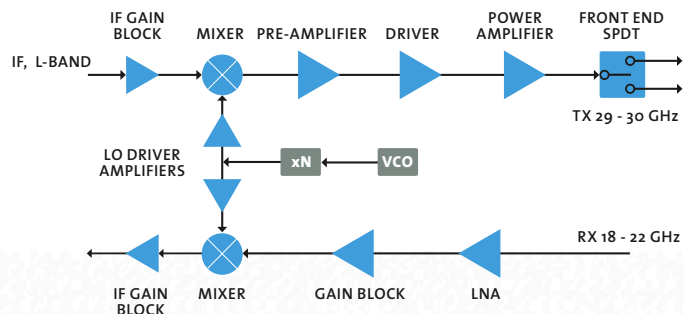 IF GAIN
BLOCK
MIXER
PRE-AMPLIFIER
DRIVER
POWER
AMPLIFIER
FRONT END
SPDT
IF, L-BAND
TX 29 - 30 GHz
LO DRIVER
AMPLIFIERS
xN
VCO
RX 18 - 22 GHz
IF GAIN
BLOCK
MIXER
GAIN BLOCK
LNA